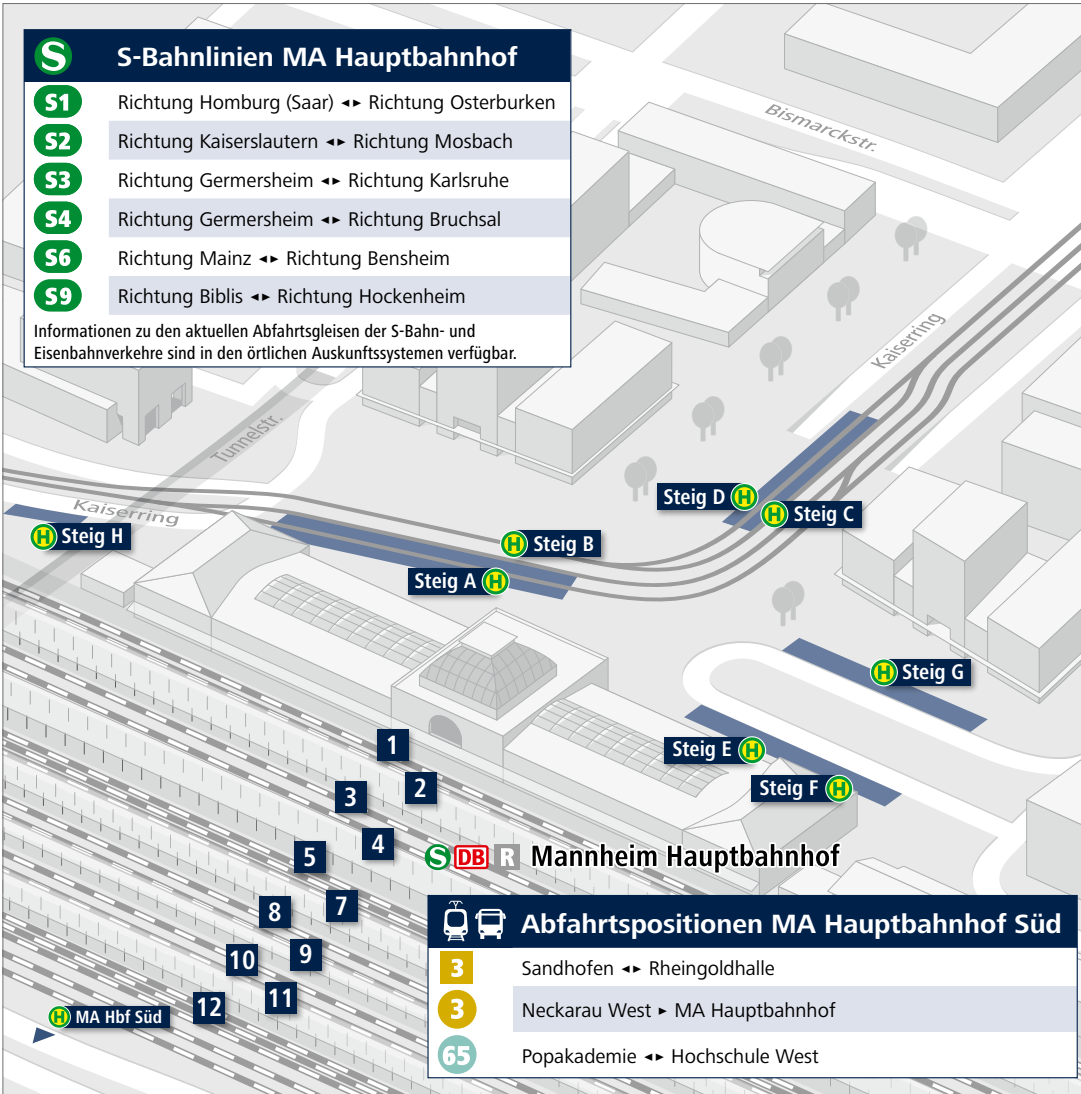 S S-Bahnlinien MA Hauptbahnhof
S1 Richtung Homburg (Saar) ◂▸ Richtung Osterburken
S2 Richtung Kaiserslautern ◂▸ Richtung Mosbach
S3 Richtung Germersheim ◂▸ Richtung Karlsruhe
S4 Richtung Germersheim ◂▸ Richtung Bruchsal
S6 Richtung Mainz ◂▸ Richtung Bensheim
S9 Richtung Biblis ◂▸ Richtung Hockenheim
Informationen zu den aktuellen Abfahrtsgleisen der S-Bahn- und
Eisenbahnverkehre sind in den örtlichen Auskunftssystemen verfügbar.
Bismarckstr.
Kaiserring
Tunnelstr.
Kaiserring
Steig D H
H Steig C
H Steig H
H Steig B
Steig A H
H Steig G
Steig E H
Steig F H
1
2
3
4
5
7
8
9
10
11
12
S DB R Mannheim Hauptbahnhof
H MA Hbf Süd
Abfahrtspositionen MA Hauptbahnhof Süd
3 Sandhofen ◂▸ Rheingoldhalle
3 Neckarau West ▸ MA Hauptbahnhof
65 Popakademie ◂▸ Hochschule West